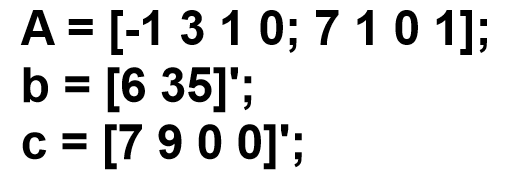 A = [-1 3 1 0; 7 1 0 1];
b = [6 35]';
c = [7 9 0 0]';